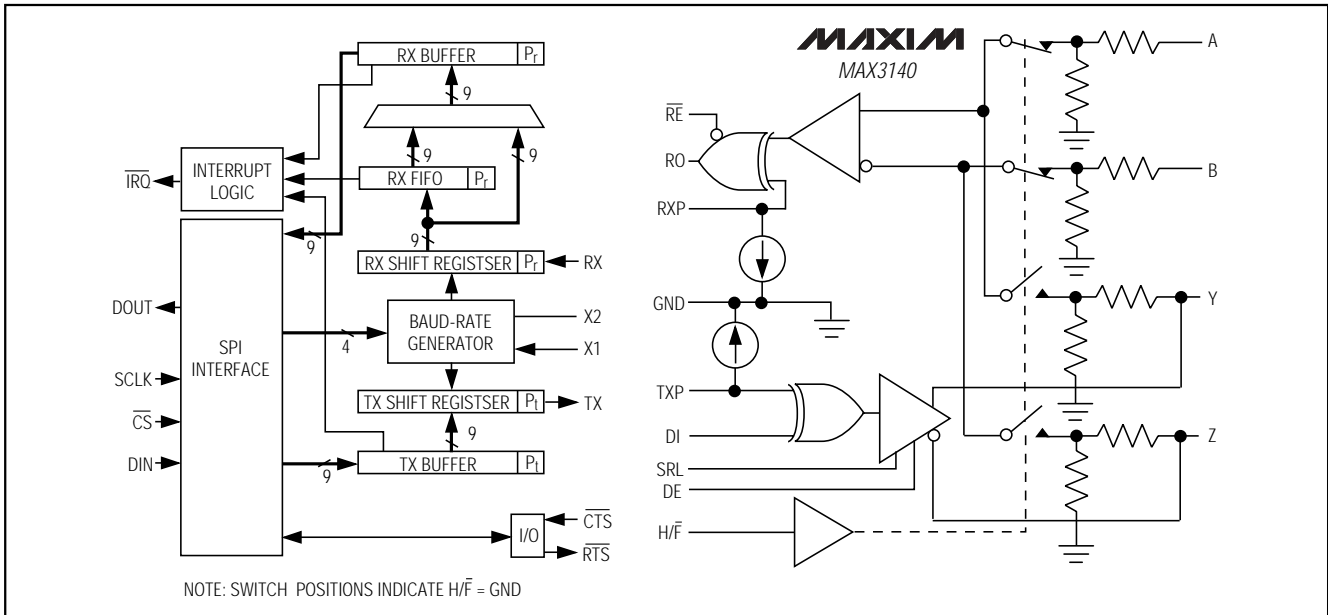 RX BUFFER
Pr
9
9
9
INTERRUPT
LOGIC
IRQ
RX FIFO
Pr
9
9
RX SHIFT REGISTSER
Pr
RX
DOUT
SPI
INTERFACE
4
BAUD-RATE
GENERATOR
X2
X1
SCLK
CS
DIN
TX SHIFT REGISTSER
Pt
TX
9
9
TX BUFFER
Pt
I/O
CTS
RTS
NOTE: SWITCH POSITIONS INDICATE H/F̅ = GND
MAXIM
MAX3140
RE
RO
RXP
GND
TXP
DI
SRL
DE
H/F̅
A
B
Y
Z